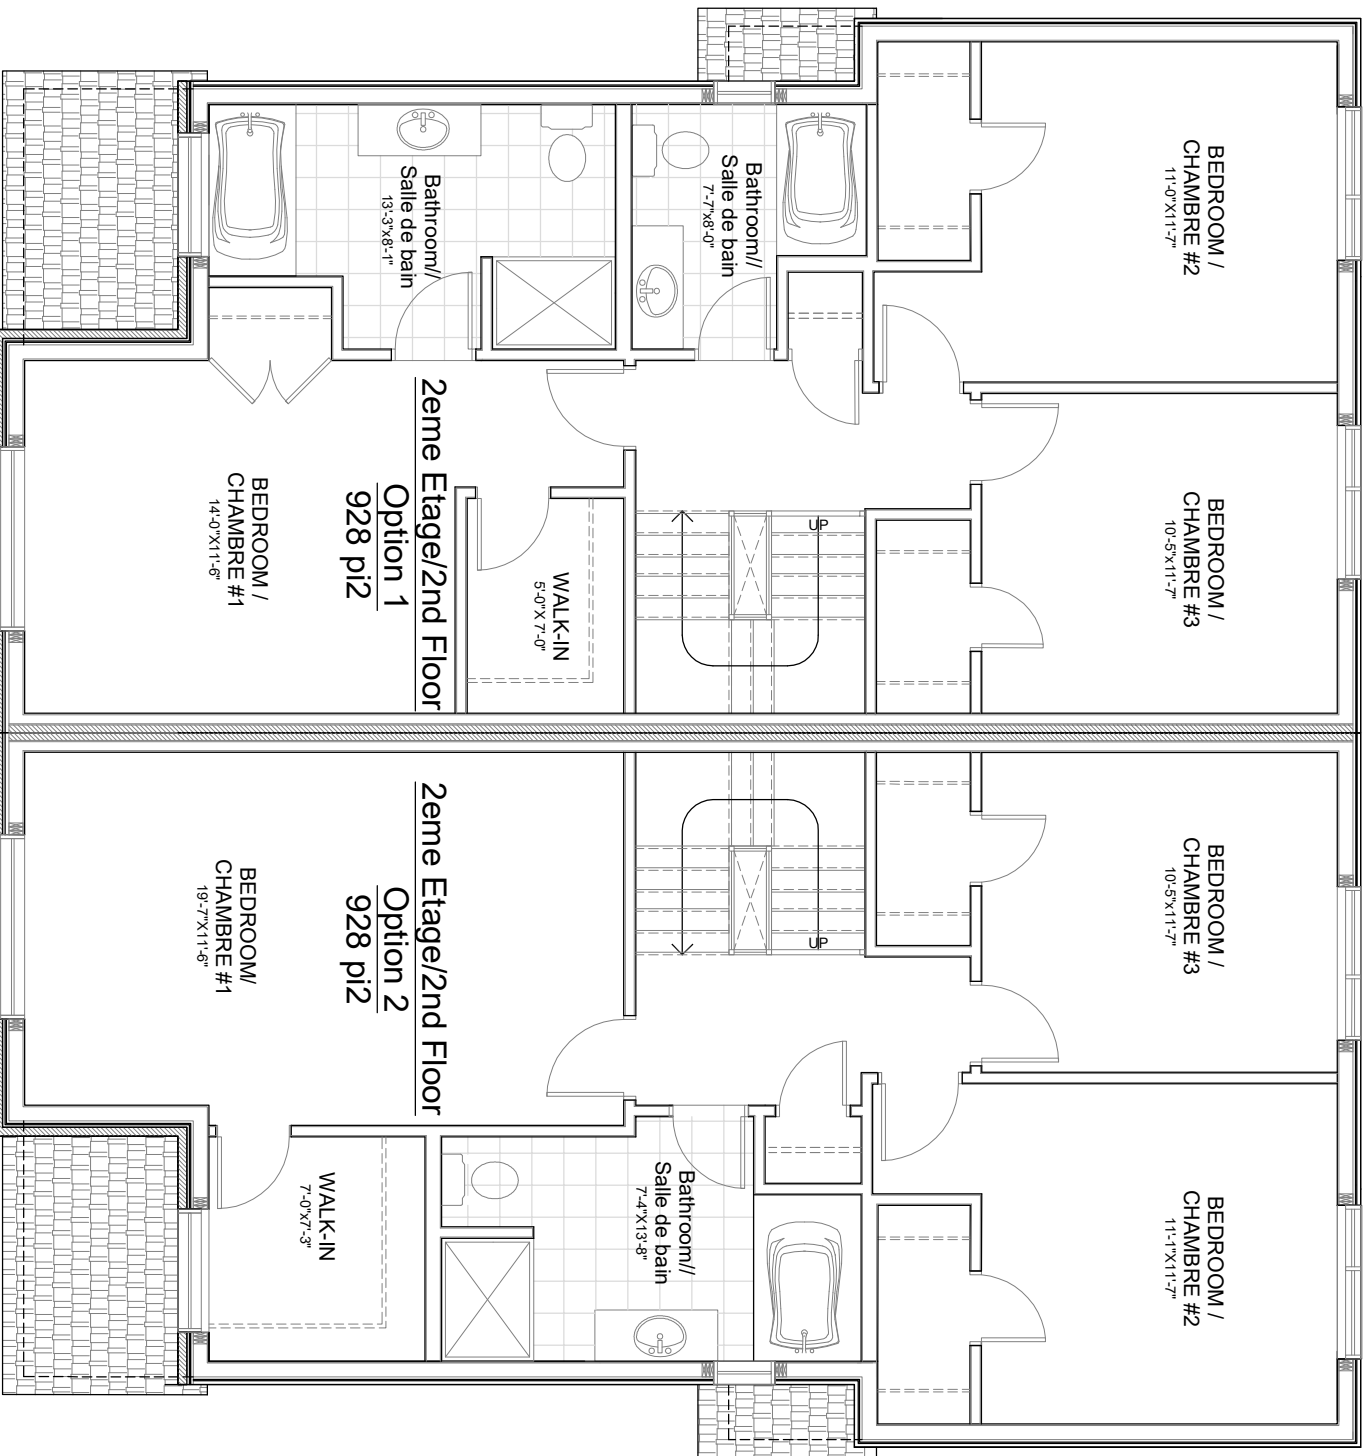 BEDROOM /
CHAMBRE #2
11'-0"X11'-7"
BEDROOM /
CHAMBRE #3
10'-5"x11'-7"
BEDROOM /
CHAMBRE #3
10'-5"x11'-7"
BEDROOM /
CHAMBRE #2
11'-1"X11'-7"
UP
UP
Bathroom//
Salle de bain
7'-7"x8'-0"
Bathroom//
Salle de bain
7'-4"X13'-8"
WALK-IN
5'-0"X 7'-0"
Bathroom//
Salle de bain
13'-3"x8'-1"
2eme Etage/2nd Floor
Option 1
928 pi2
2eme Etage/2nd Floor
Option 2
928 pi2
WALK-IN
7'-0"x7'-3"
BEDROOM /
CHAMBRE #1
14'-0"X11'-6"
BEDROOM/
CHAMBRE #1
19'-7"X11'-6"